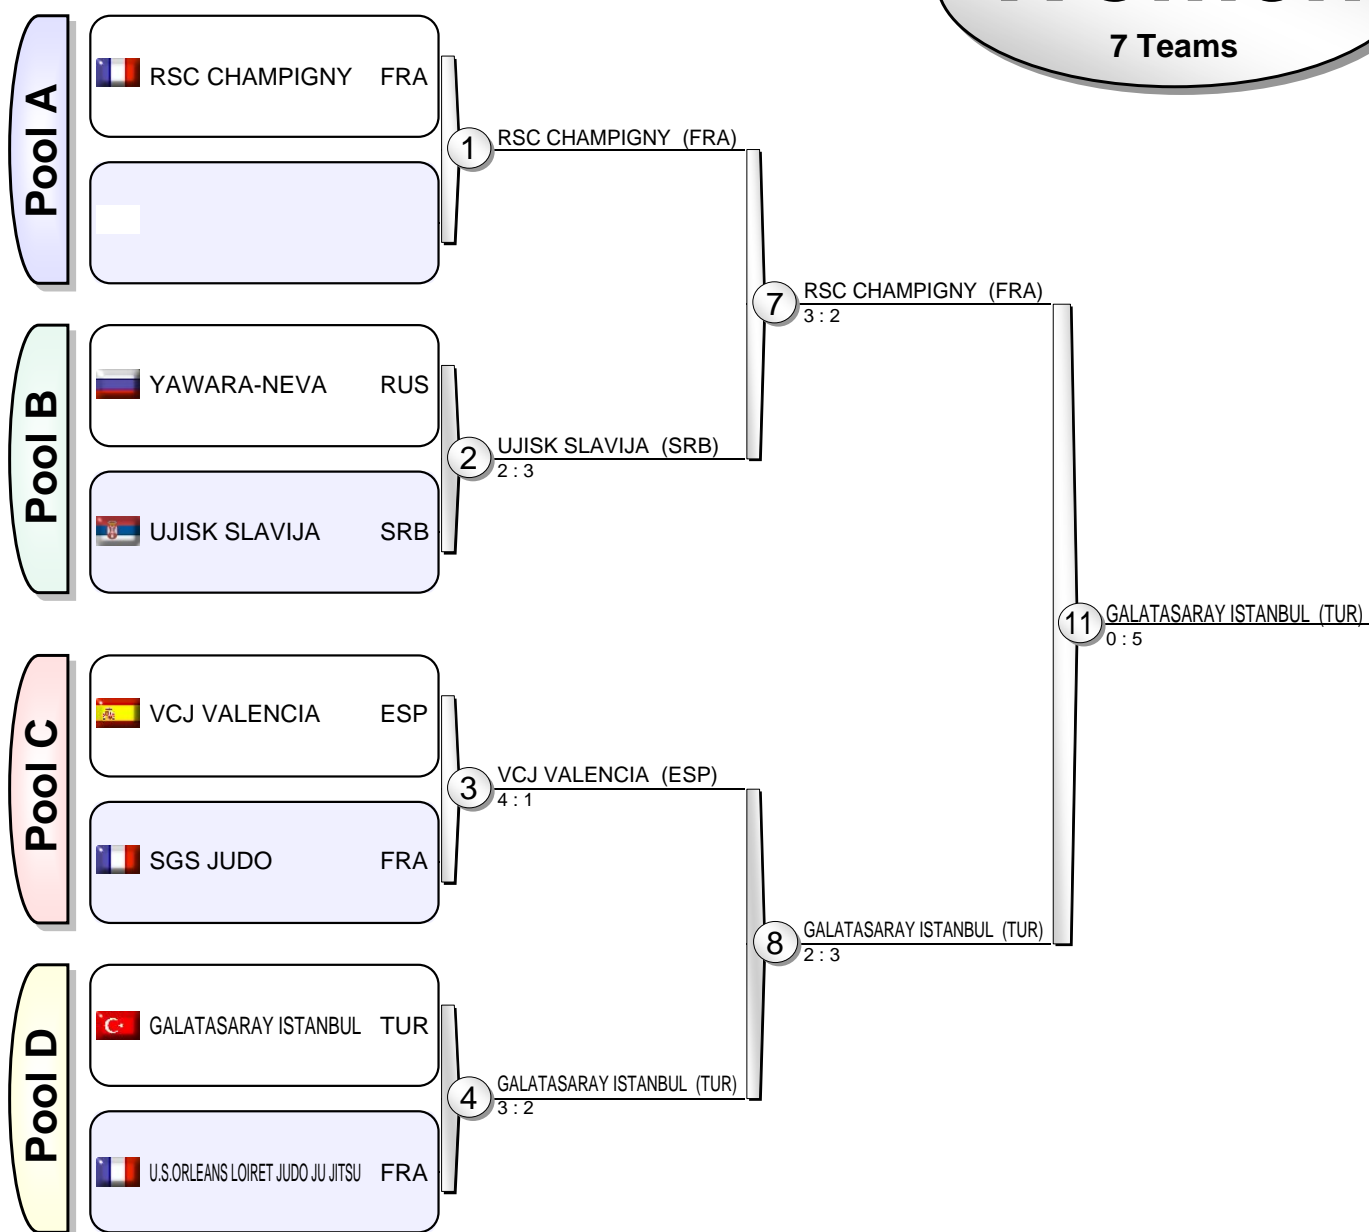 7 Teams
Pool A
RSC CHAMPIGNY FRA
1
RSC CHAMPIGNY (FRA)
7
RSC CHAMPIGNY (FRA)
3 : 2
Pool B
YAWARA-NEVA RUS
2
UJISK SLAVIJA (SRB)
2 : 3
UJISK SLAVIJA SRB
11
GALATASARAY ISTANBUL (TUR)
0 : 5
Pool C
VCJ VALENCIA ESP
3
VCJ VALENCIA (ESP)
4 : 1
SGS JUDO FRA
8
GALATASARAY ISTANBUL (TUR)
2 : 3
Pool D
GALATASARAY ISTANBUL TUR
4
GALATASARAY ISTANBUL (TUR)
3 : 2
U.S.ORLEANS LOIRET JUDO JU JITSU FRA